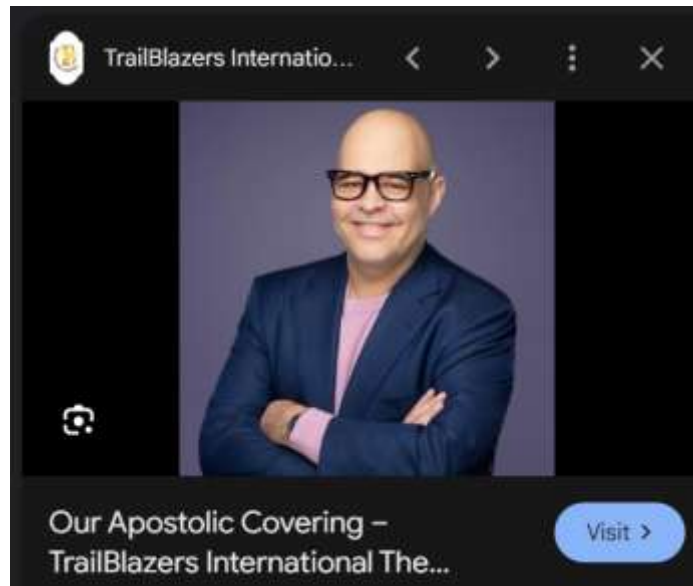 TrailBlazers Internatio...
Our Apostolic Covering –
TrailBlazers International The...
Visit >